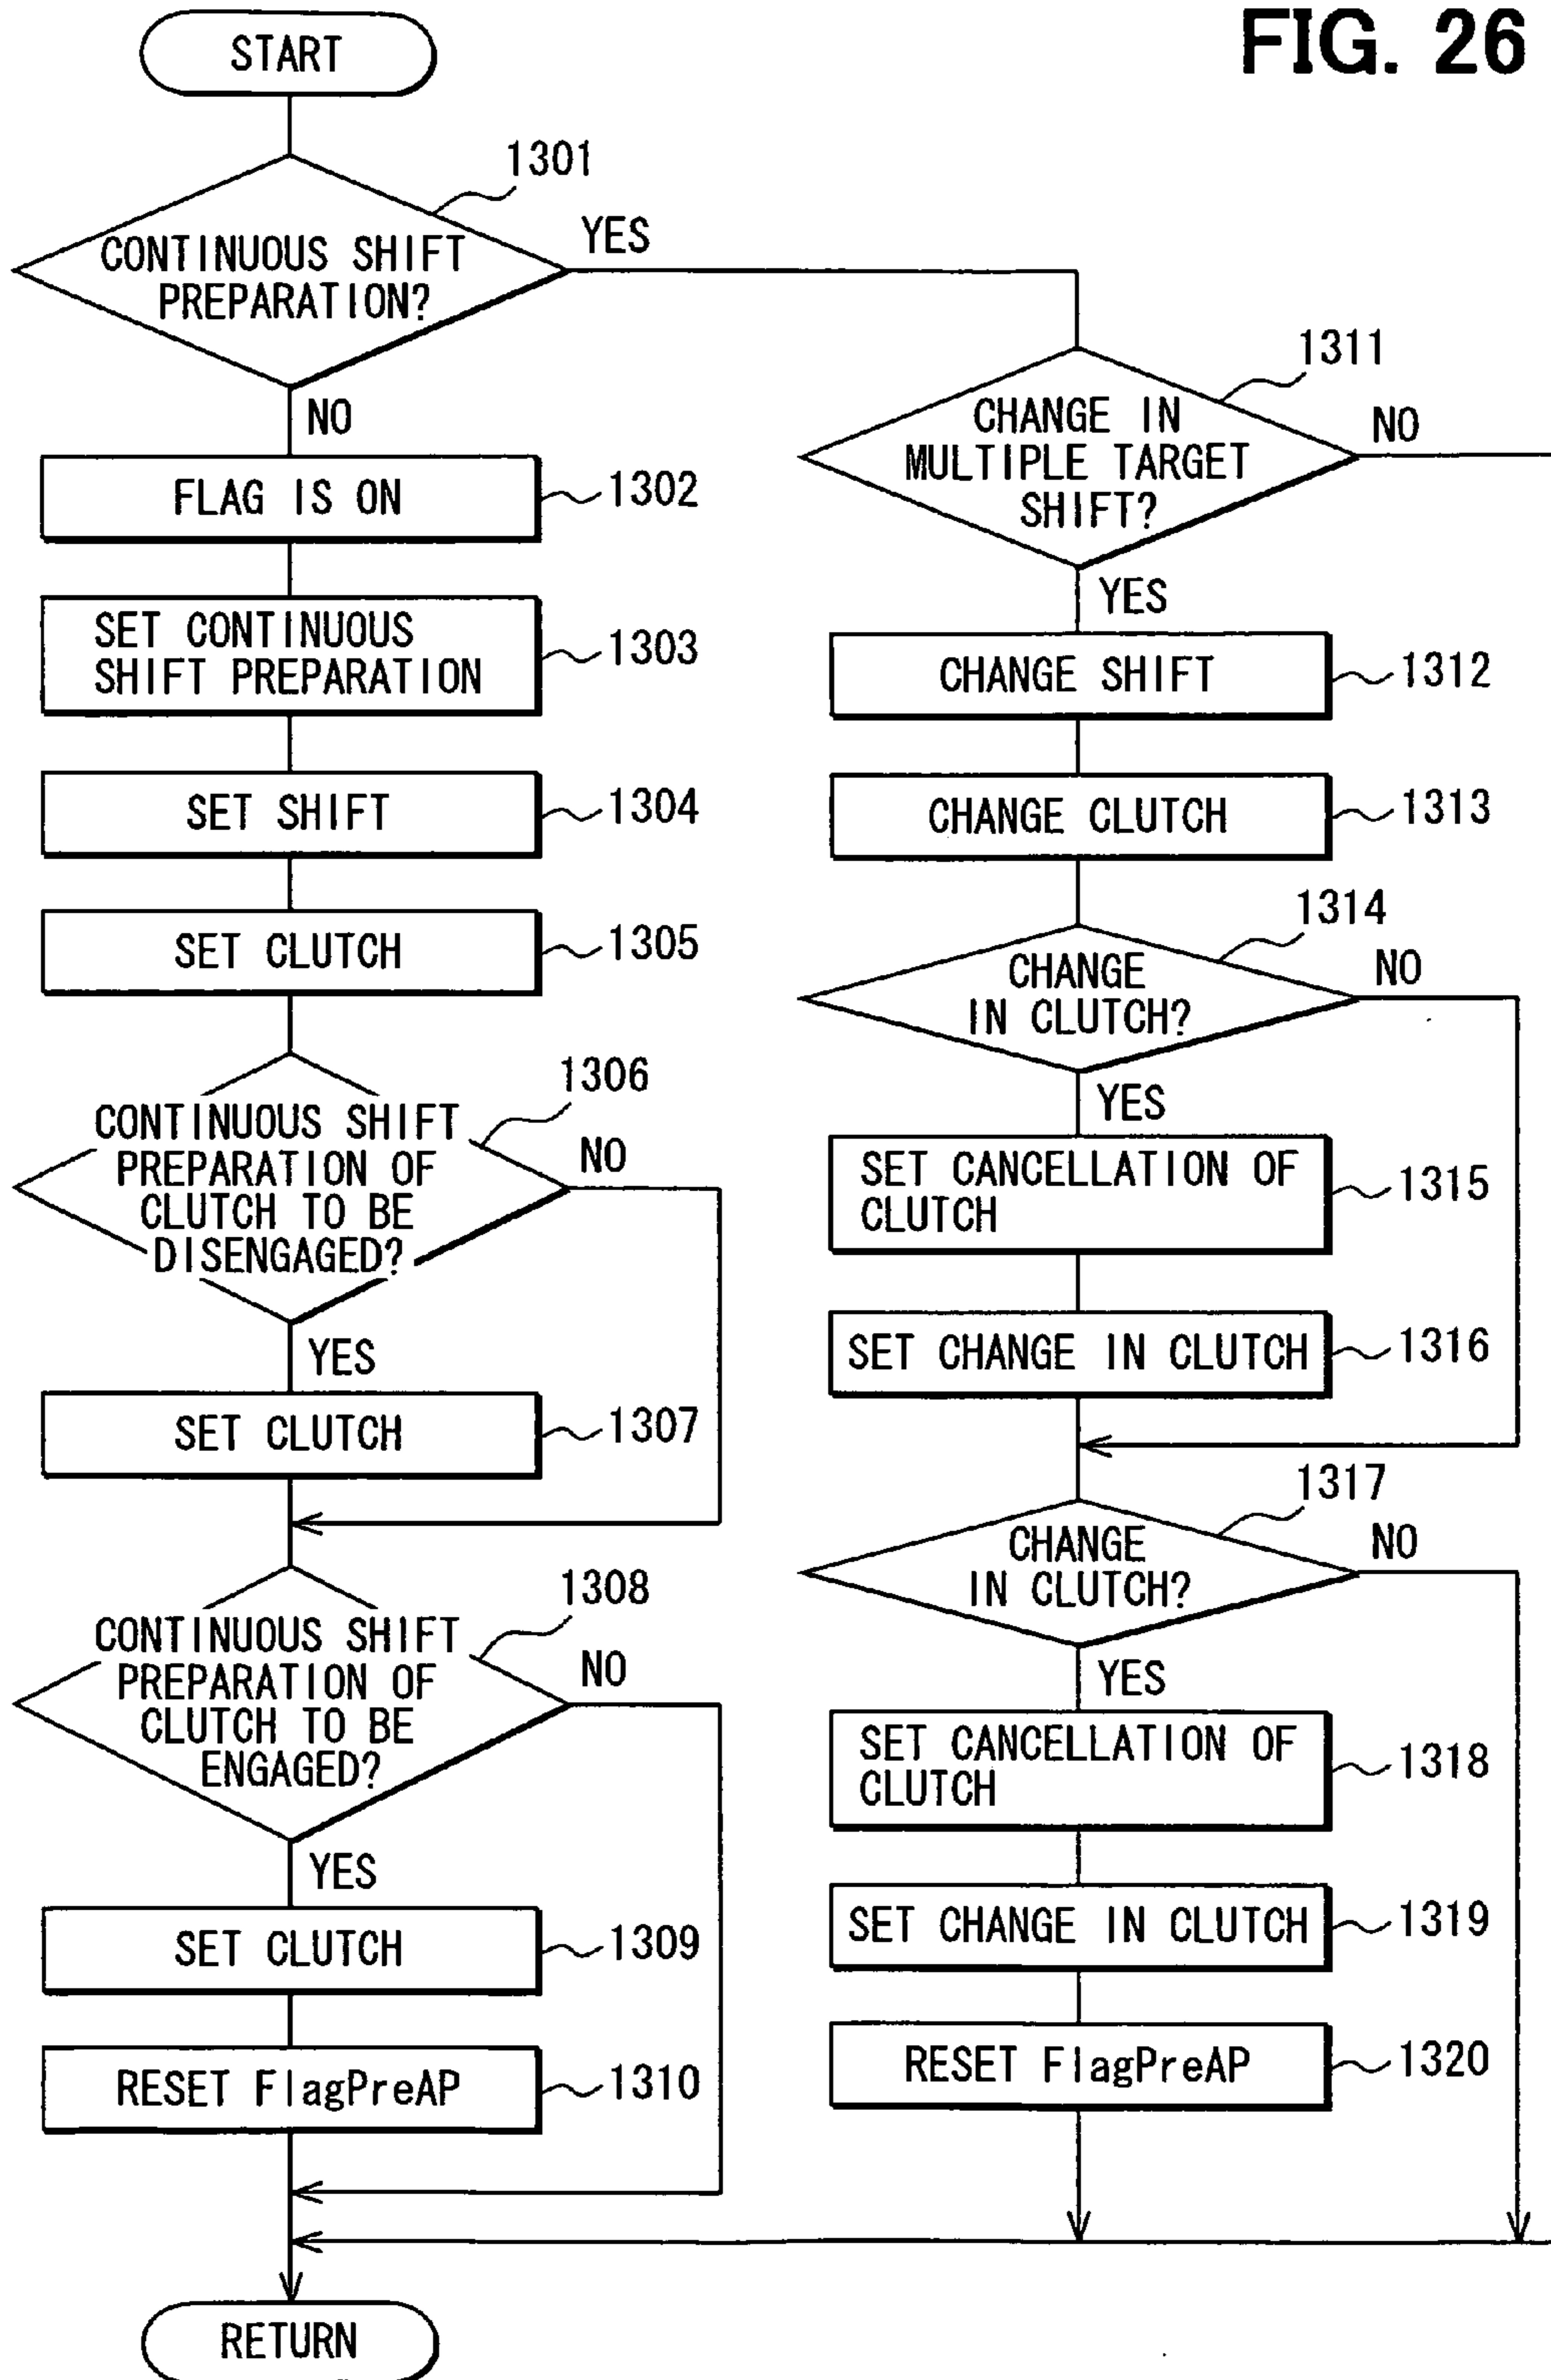 FIG. 26
START
1301
CONTINUOUS SHIFT
PREPARATION?
YES
NO
FLAG IS ON
1302
SET CONTINUOUS
SHIFT PREPARATION
1303
SET SHIFT
1304
SET CLUTCH
1305
1306
CONTINUOUS SHIFT
PREPARATION OF
CLUTCH TO BE
DISENGAGED?
NO
YES
SET CLUTCH
1307
1308
CONTINUOUS SHIFT
PREPARATION OF
CLUTCH TO BE
ENGAGED?
NO
YES
SET CLUTCH
1309
RESET FlagPreAP
1310
RETURN
1311
CHANGE IN
MULTIPLE TARGET
SHIFT?
NO
YES
CHANGE SHIFT
1312
CHANGE CLUTCH
1313
1314
CHANGE
IN CLUTCH?
NO
YES
SET CANCELLATION OF
CLUTCH
1315
SET CHANGE IN CLUTCH
1316
1317
CHANGE
IN CLUTCH?
NO
YES
SET CANCELLATION OF
CLUTCH
1318
SET CHANGE IN CLUTCH
1319
RESET FlagPreAP
1320